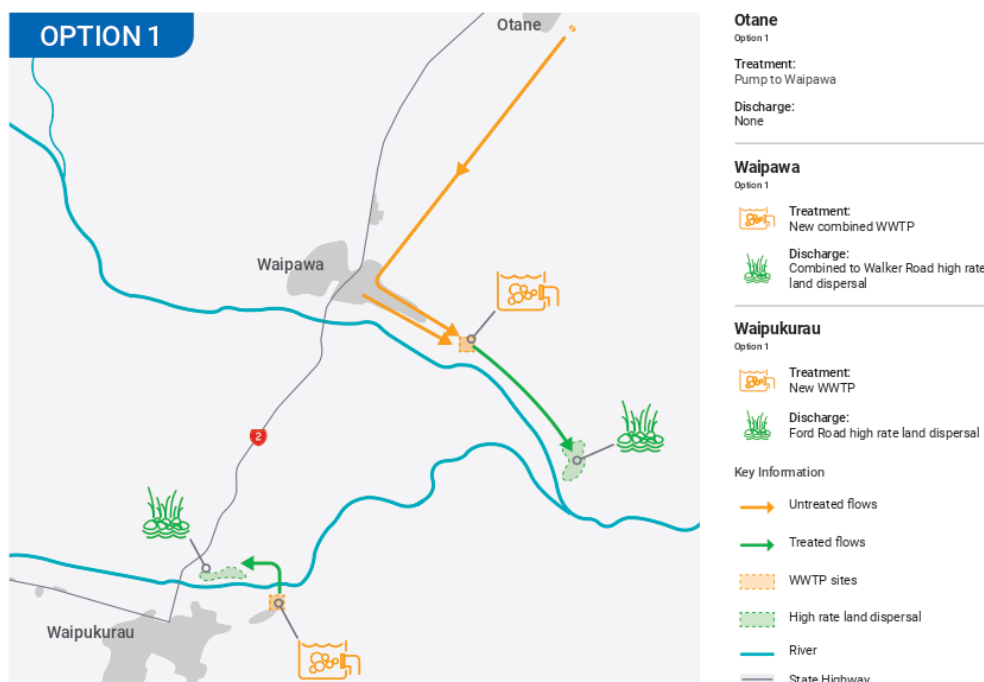 OPTION 1
Otane
Waipawa
2
Waipukurau
Otane
Option 1
Treatment:
Pump to Waipawa
Discharge:
None
Waipawa
Option 1
Treatment:
New combined WWTP
Discharge:
Combined to Walker Road high rate
land dispersal
Waipukurau
Option 1
Treatment:
New WWTP
Discharge:
Ford Road high rate land dispersal
Key Information
Untreated flows
Treated flows
WWTP sites
High rate land dispersal
River
State Highway